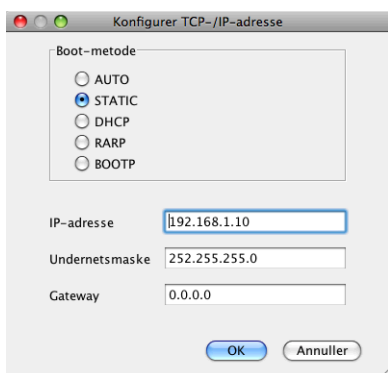 Konfigurer TCP-/IP-adresse
Boot-metode
AUTO
STATIC
DHCP
RARP
BOOTP
IP-adresse 192.168.1.10
Undernetsmaske 255.255.255.0
Gateway 0.0.0.0
OK Annuller